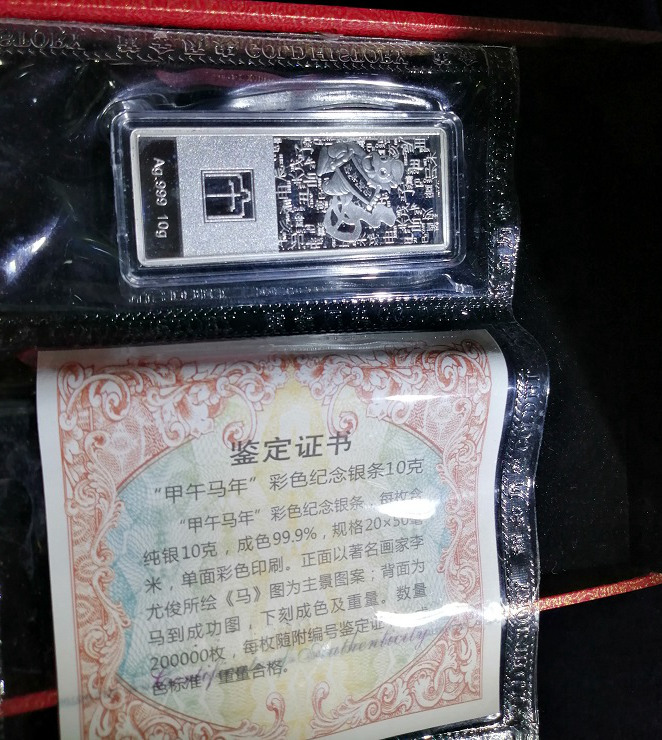 Ag.999 10g
鉴定证书
“甲午马年”彩色纪念银条10克
“甲午马年”彩色纪念银条，每枚含
纯银10克，成色99.9%，规格20×50毫
米，单面彩色印刷。正面以著名画家李
尤俊所绘《马》图为主景图案；背面为
马到成功图，下刻成色及重量。数量
200000枚，每枚随附编号鉴定证
色标准，重量合格。
Authenticity